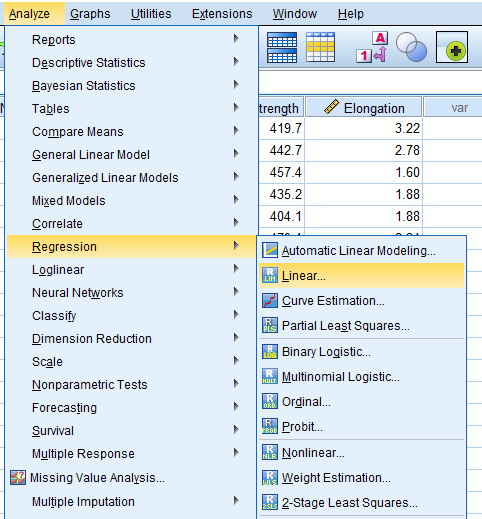 Analyze Graphs Utilities Extensions Window Help
Reports
Descriptive Statistics
Bayesian Statistics
Tables
Compare Means
General Linear Model
Generalized Linear Models
Mixed Models
Correlate
Regression
Loglinear
Neural Networks
Classify
Dimension Reduction
Scale
Nonparametric Tests
Forecasting
Survival
Multiple Response
Missing Value Analysis...
Multiple Imputation
trength Elongation var
419.7 3.22
442.7 2.78
457.4 1.60
435.2 1.88
404.1 1.88
Automatic Linear Modeling...
Linear...
Curve Estimation...
Partial Least Squares...
Binary Logistic...
Multinomial Logistic...
Ordinal...
Probit...
Nonlinear...
Weight Estimation...
2-Stage Least Squares...